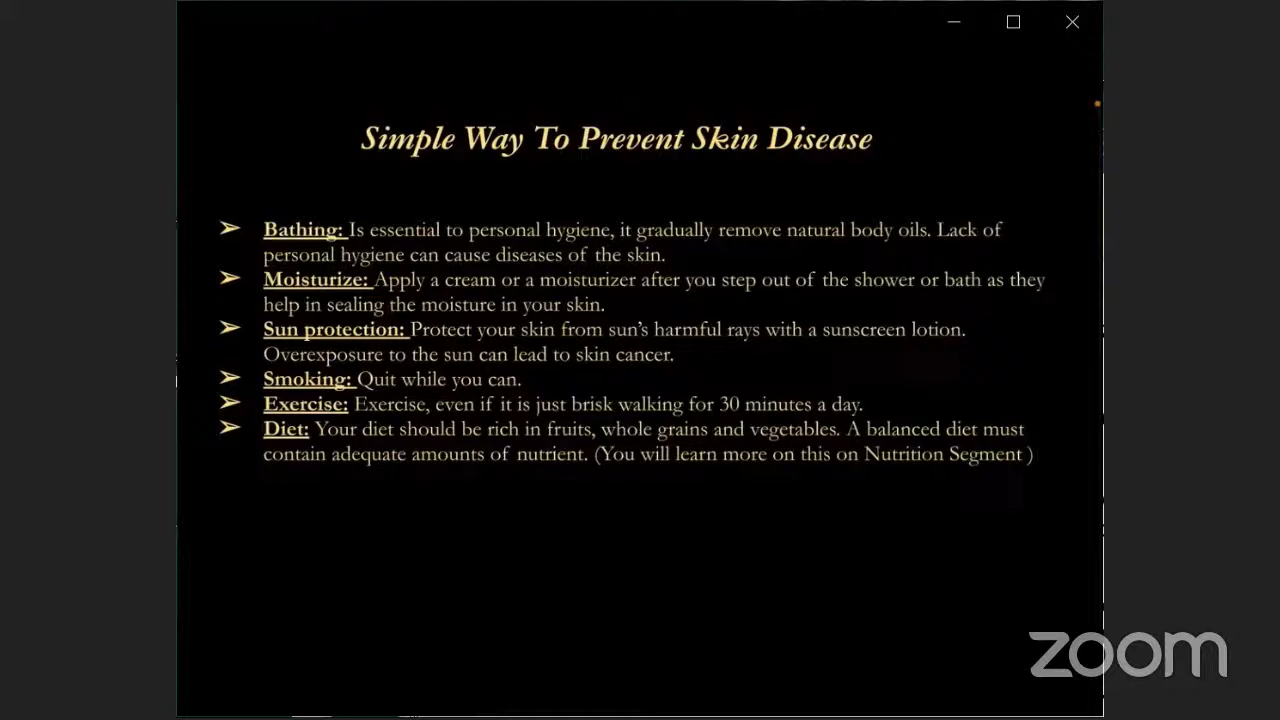 Simple Way To Prevent Skin Disease
➢ Bathing: Is essential to personal hygiene, it gradually remove natural body oils. Lack of
personal hygiene can cause diseases of the skin.
➢ Moisturize: Apply a cream or a moisturizer after you step out of the shower or bath as they
help in sealing the moisture in your skin.
➢ Sun protection: Protect your skin from sun’s harmful rays with a sunscreen lotion.
Overexposure to the sun can lead to skin cancer.
➢ Smoking: Quit while you can.
➢ Exercise: Exercise, even if it is just brisk walking for 30 minutes a day.
➢ Diet: Your diet should be rich in fruits, whole grains and vegetables. A balanced diet must
contain adequate amounts of nutrient. (You will learn more on this on Nutrition Segment )
zoom